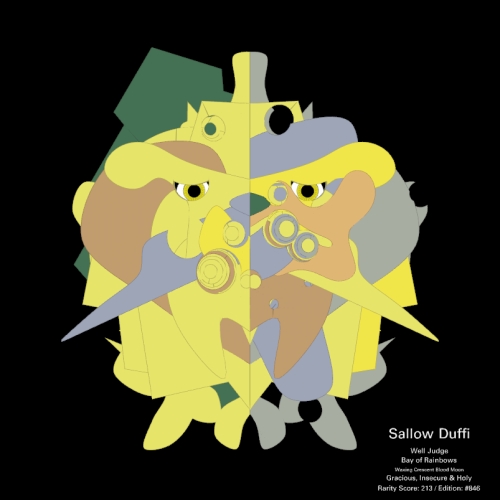 Sallow Duffi
Well Judge
Bay of Rainbows
Waxing Crescent Blood Moon
Gracious, Insecure & Holy
Rarity Score: 213 / Edition: #846